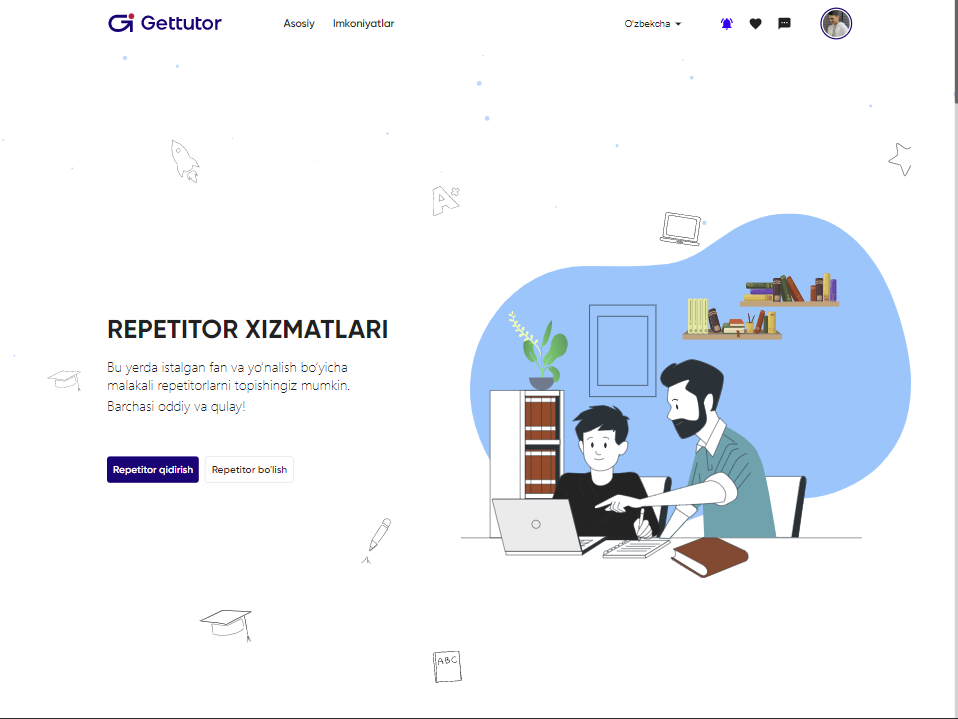 Gettutor
Asosiy
Imkoniyatlar
O'zbekcha
A+
REPETITOR XIZMATLARI
Bu yerda istalgan fan va yo'nalish bo'yicha
malakali repetitorlarni topishingiz mumkin.
Barchasi oddiy va qulay!
Repetitor qidirish
Repetitor bo'lish
ABC